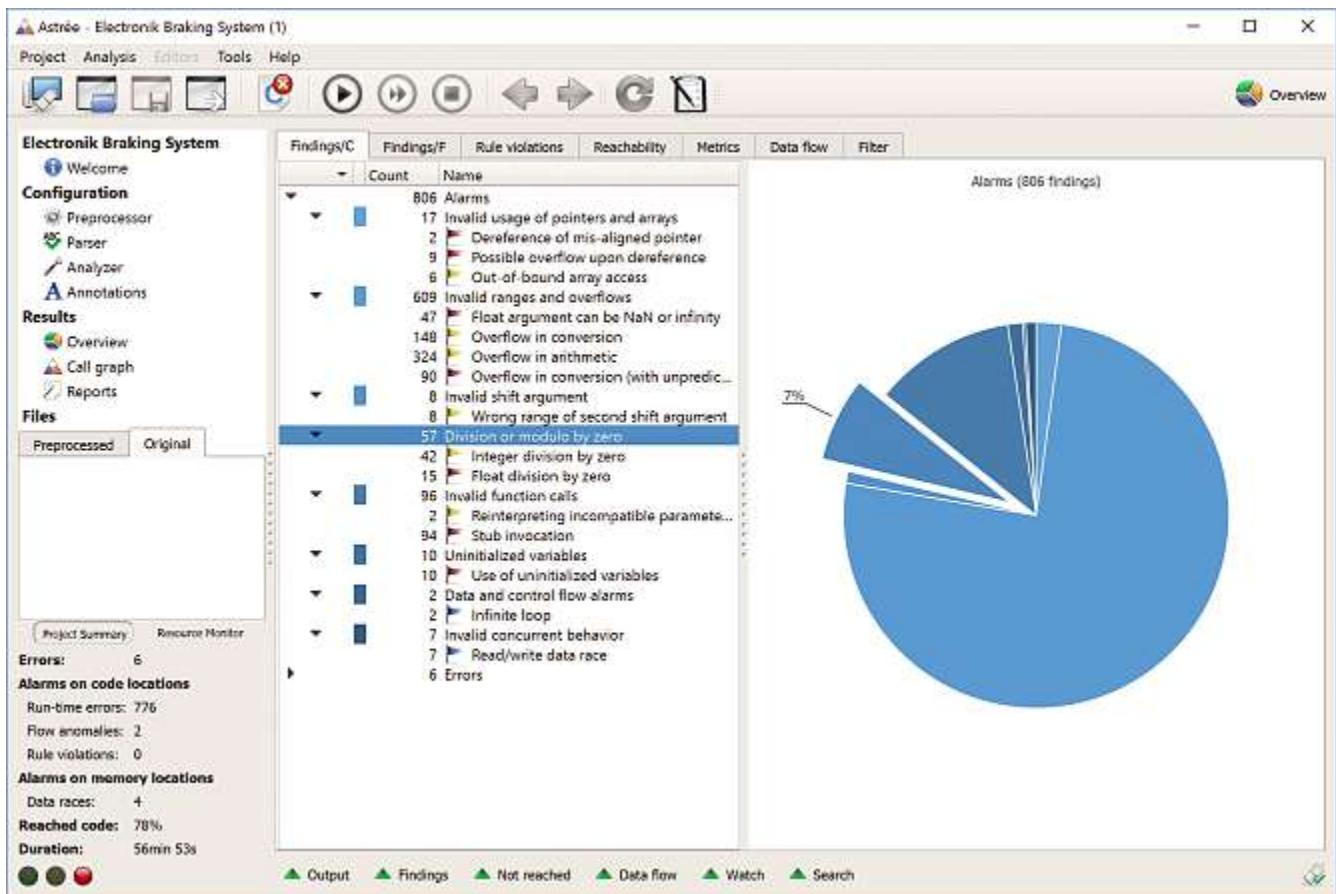 Astrée - Electronik Braking System (1)
Project Analysis Editors Tools Help
Overview
Electronik Braking System
Welcome
Configuration
Preprocessor
Parser
Analyzer
Annotations
Results
Overview
Call graph
Reports
Files
Preprocessed Original
Project Summary Resource Monitor
Errors: 6
Alarms on code locations
Run-time errors: 776
Flow anomalies: 2
Rule violations: 0
Alarms on memory locations
Data races: 4
Reached code: 78%
Duration: 56min 53s
Findings/C Findings/F Rule violations Reachability Metrics Data flow Filter
Count Name
806 Alarms
17 Invalid usage of pointers and arrays
2 Dereference of mis-aligned pointer
9 Possible overflow upon dereference
6 Out-of-bound array access
609 Invalid ranges and overflows
47 Float argument can be NaN or infinity
148 Overflow in conversion
324 Overflow in arithmetic
90 Overflow in conversion (with unpredic...
8 Invalid shift argument
8 Wrong range of second shift argument
57 Division or modulo by zero
42 Integer division by zero
15 Float division by zero
96 Invalid function calls
2 Reinterpreting incompatible paramete...
94 Stub invocation
10 Uninitialized variables
10 Use of uninitialized variables
2 Data and control flow alarms
2 Infinite loop
7 Invalid concurrent behavior
7 Read/write data race
6 Errors
Alarms (806 findings)
7%
Output Findings Not reached Data flow Watch Search